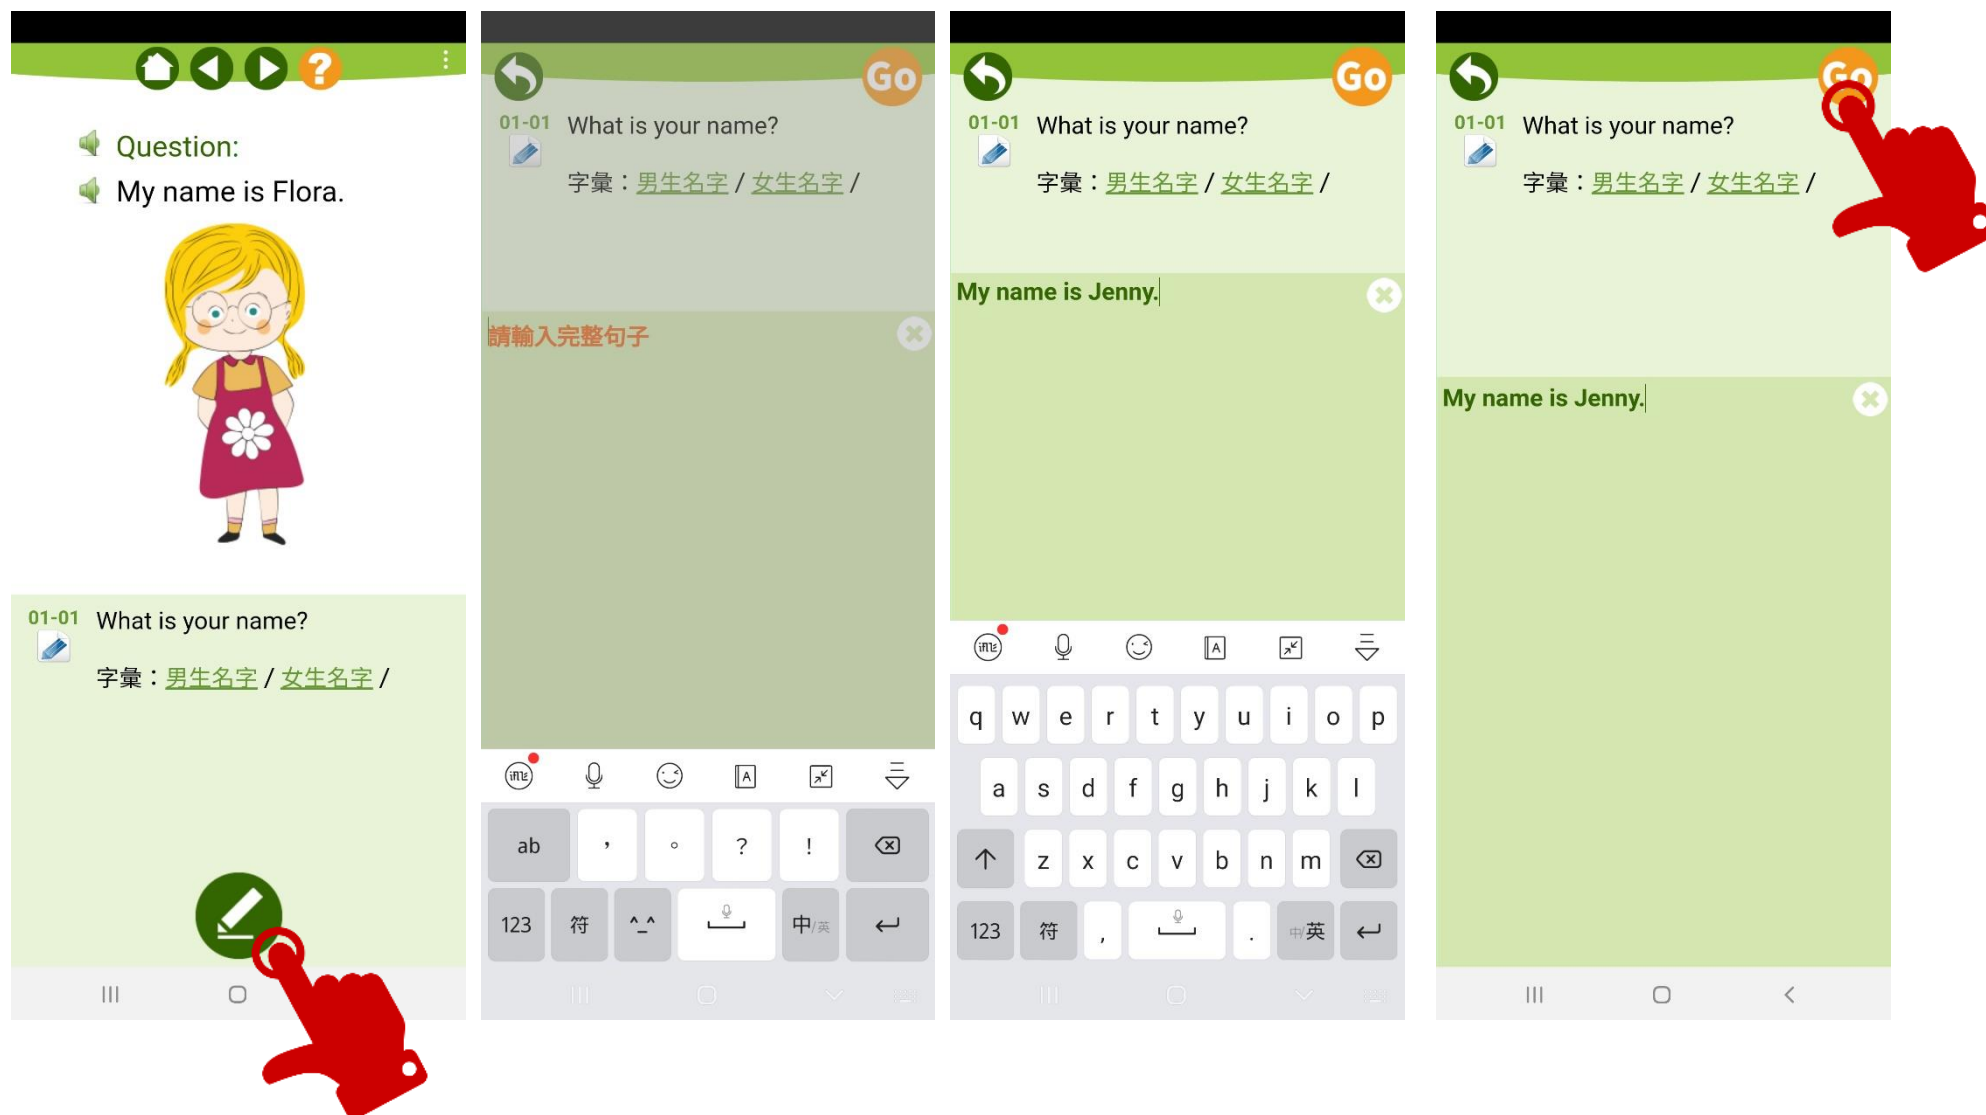 Question:
My name is Flora.
01-01 What is your name?
字彙：男生名字 / 女生名字 /
Go
01-01 What is your name?
字彙：男生名字 / 女生名字 /
請輸入完整句子
ab ， 。 ? !
123 符 ^_^ 中/英
Go
01-01 What is your name?
字彙：男生名字 / 女生名字 /
My name is Jenny.
q w e r t y u i o p
a s d f g h j k l
z x c v b n m
123 符 , . 中/英
Go
01-01 What is your name?
字彙：男生名字 / 女生名字 /
My name is Jenny.